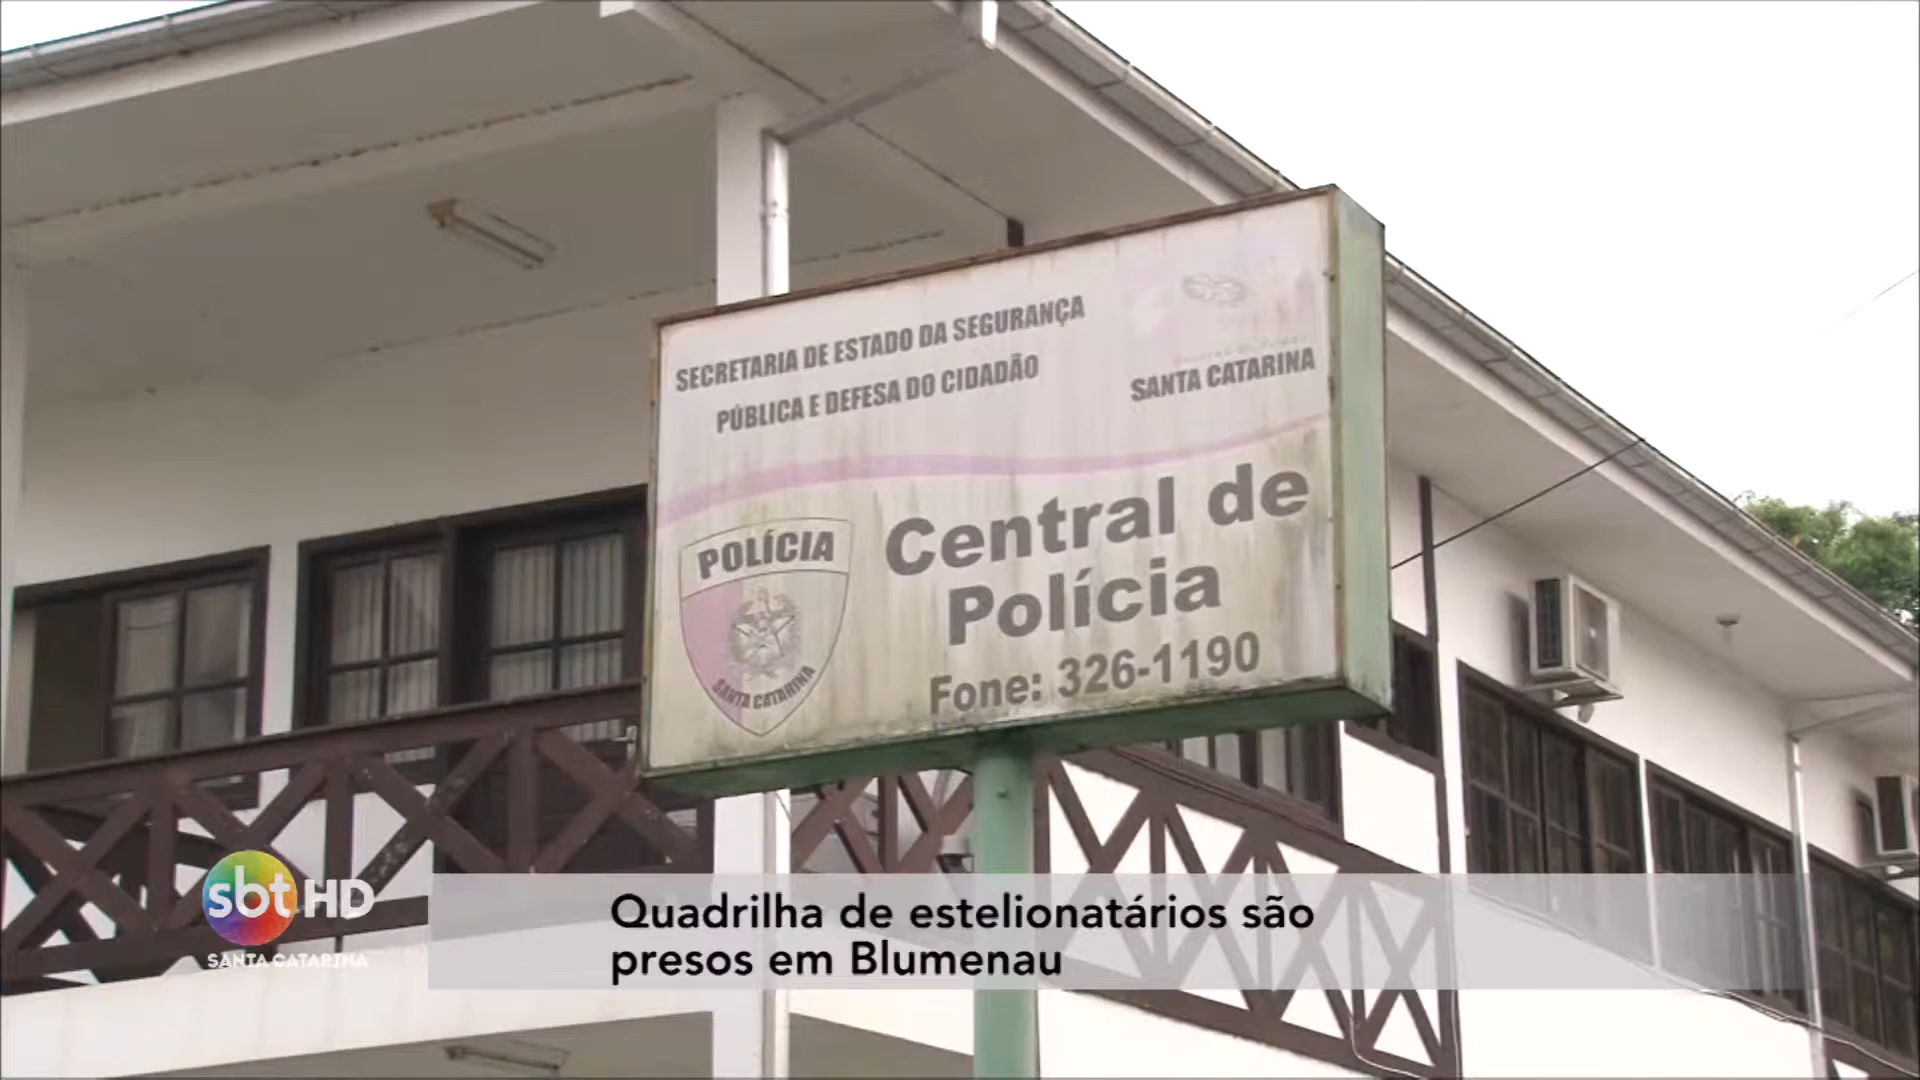 SECRETARIA DE ESTADO DA SEGURANÇA
PÚBLICA E DEFESA DO CIDADÃO
SANTA CATARINA
POLÍCIA
SANTA CATARINA
Central de
Polícia
Fone: 326-1190
sbt HD
SANTA CATARINA
Quadrilha de estelionatários são
presos em Blumenau